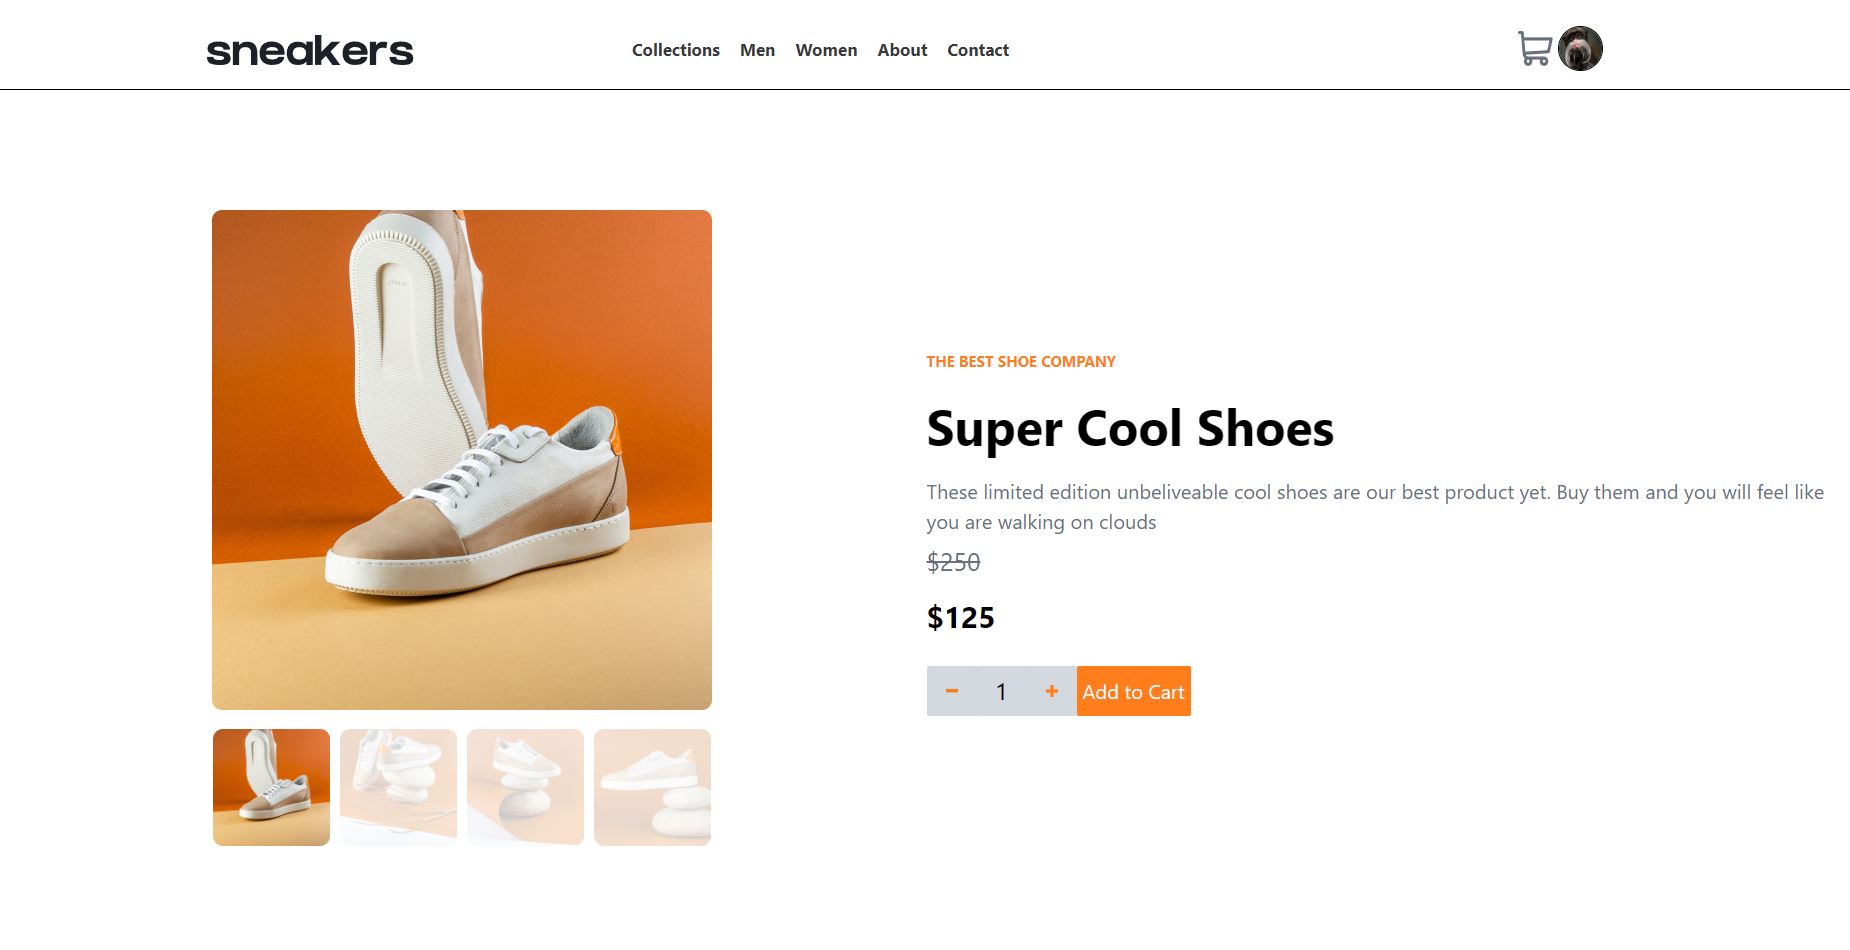 sneakers
Collections Men Women About Contact
THE BEST SHOE COMPANY
Super Cool Shoes
These limited edition unbeliveable cool shoes are our best product yet. Buy them and you will feel like
you are walking on clouds
$250
$125
− 1 + Add to Cart